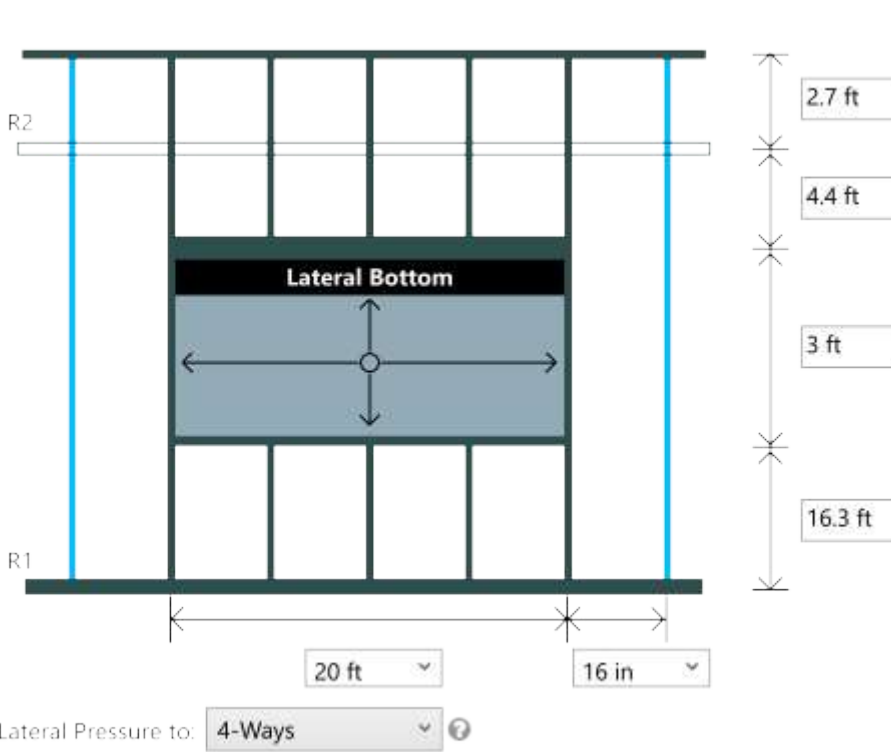 2.7 ft
R2
4.4 ft
Lateral Bottom
3 ft
16.3 ft
R1
20 ft
16 in
Lateral Pressure to: 4-Ways
?